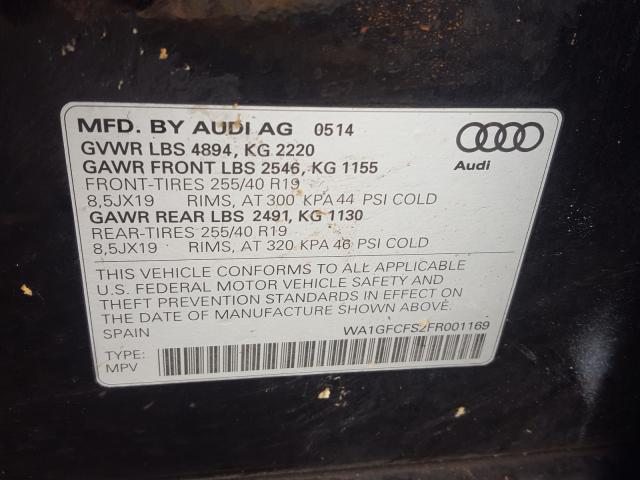 MFD. BY AUDI AG 0514
GVWR LBS 4894, KG 2220
GAWR FRONT LBS 2546, KG 1155
FRONT-TIRES 255/40 R19
8,5JX19 RIMS, AT 300 KPA 44 PSI COLD
GAWR REAR LBS 2491, KG 1130
REAR-TIRES 255/40 R19
8,5JX19 RIMS, AT 320 KPA 46 PSI COLD
Audi
THIS VEHICLE CONFORMS TO ALL APPLICABLE
U.S. FEDERAL MOTOR VEHICLE SAFETY AND
THEFT PREVENTION STANDARDS IN EFFECT ON
THE DATE OF MANUFACTURE SHOWN ABOVE.
SPAIN WA1GFCFS2FR001169
TYPE:
MPV